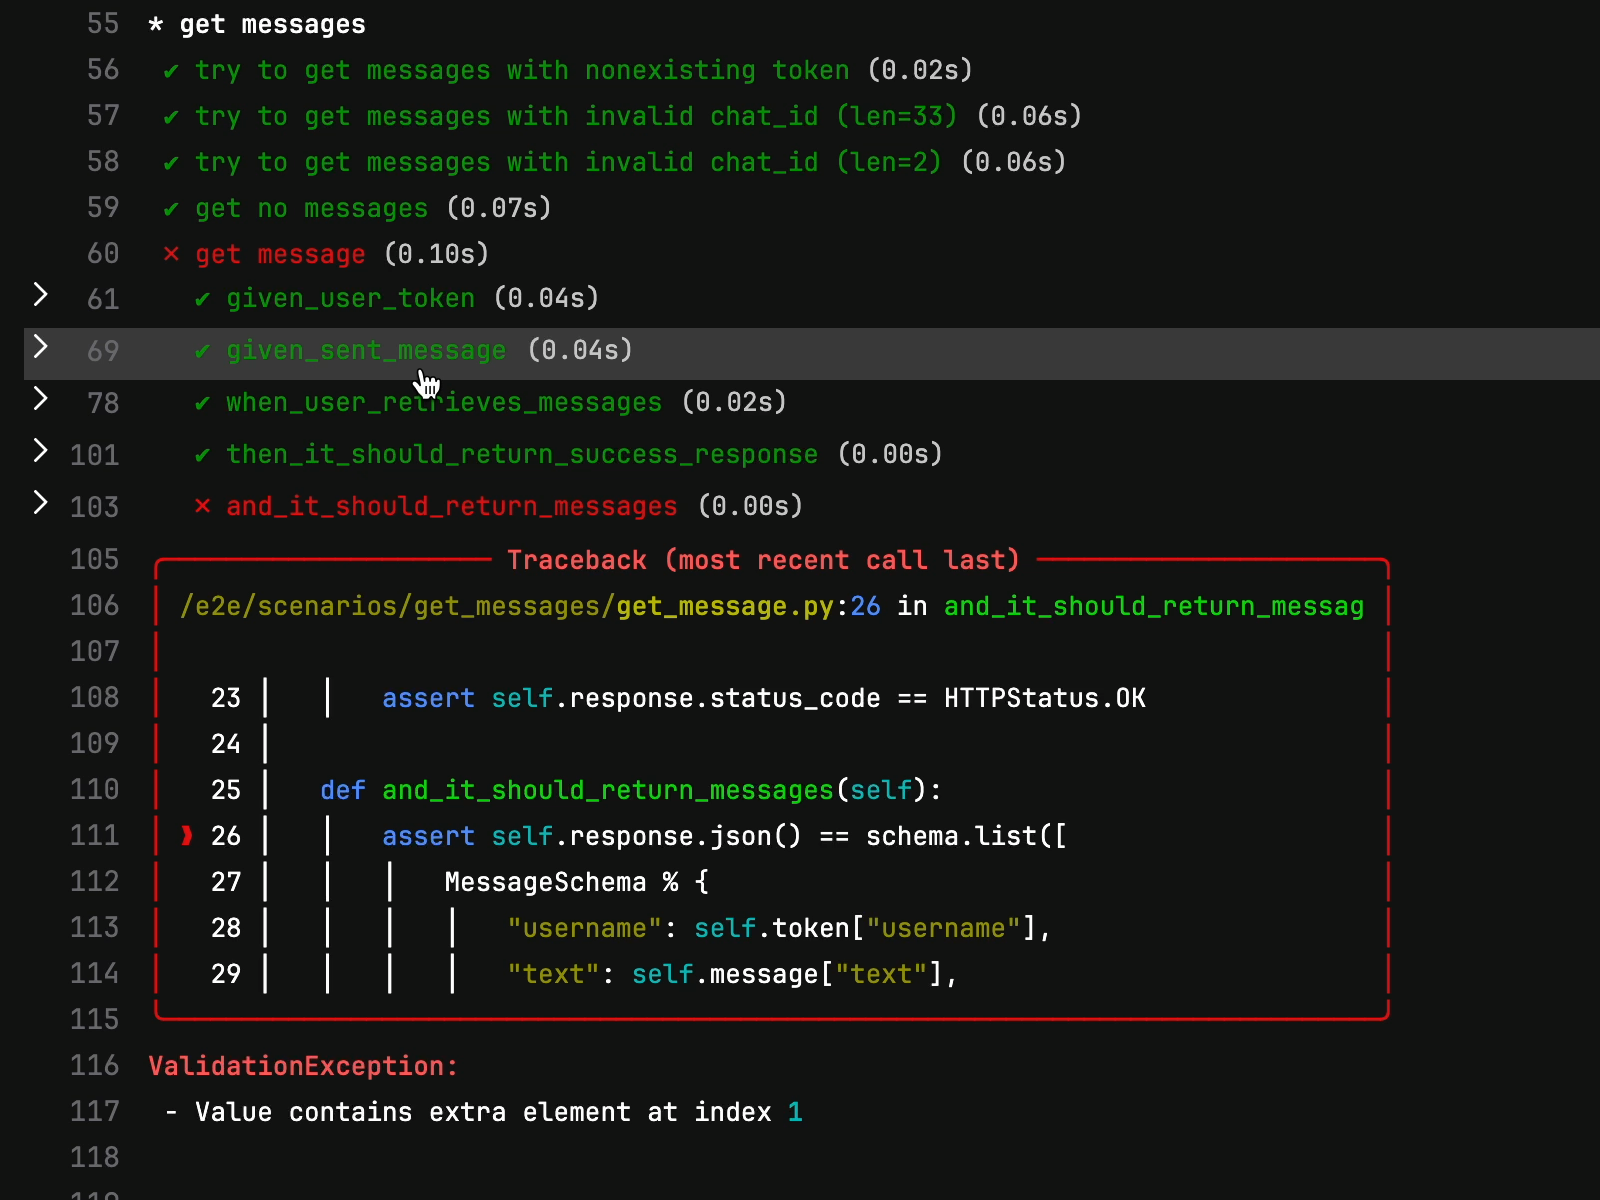 55 * get messages
56 ✔ try to get messages with nonexisting token (0.02s)
57 ✔ try to get messages with invalid chat_id (len=33) (0.06s)
58 ✔ try to get messages with invalid chat_id (len=2) (0.06s)
59 ✔ get no messages (0.07s)
60 ✕ get message (0.10s)
61 ✔ given_user_token (0.04s)
69 ✔ given_sent_message (0.04s)
78 ✔ when_user_retrieves_messages (0.02s)
101 ✔ then_it_should_return_success_response (0.00s)
103 ✕ and_it_should_return_messages (0.00s)
105 Traceback (most recent call last)
106 /e2e/scenarios/get_messages/get_message.py:26 in and_it_should_return_messag
107
108 23 assert self.response.status_code == HTTPStatus.OK
109 24
110 25 def and_it_should_return_messages(self):
111 ❱ 26 assert self.response.json() == schema.list([
112 27 MessageSchema % {
113 28 "username": self.token["username"],
114 29 "text": self.message["text"],
115
116 ValidationException:
117 - Value contains extra element at index 1
118